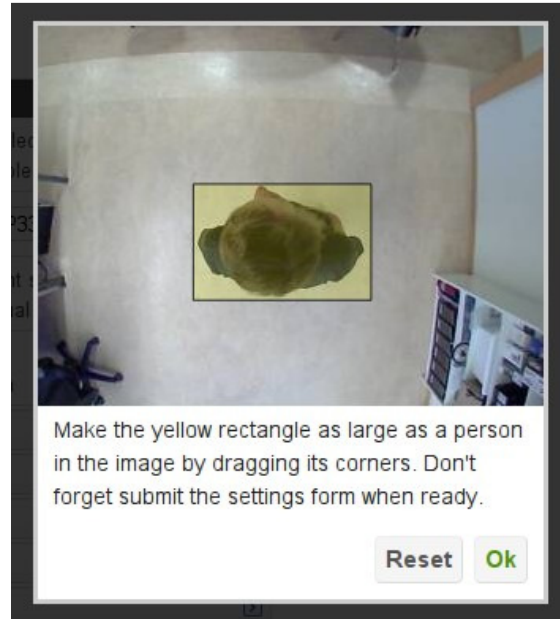 Make the yellow rectangle as large as a person
in the image by dragging its corners. Don't
forget submit the settings form when ready.
Reset Ok